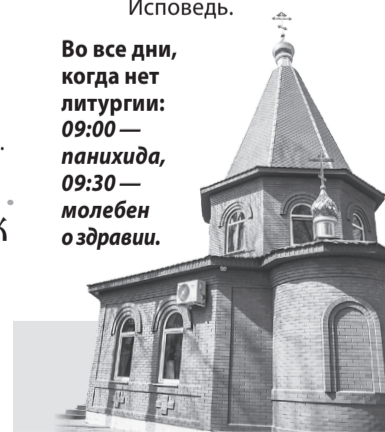 Исповедь.
Во все дни,
когда нет
литургии:
09:00 —
панихида,
09:30 —
молебен
о здравии.